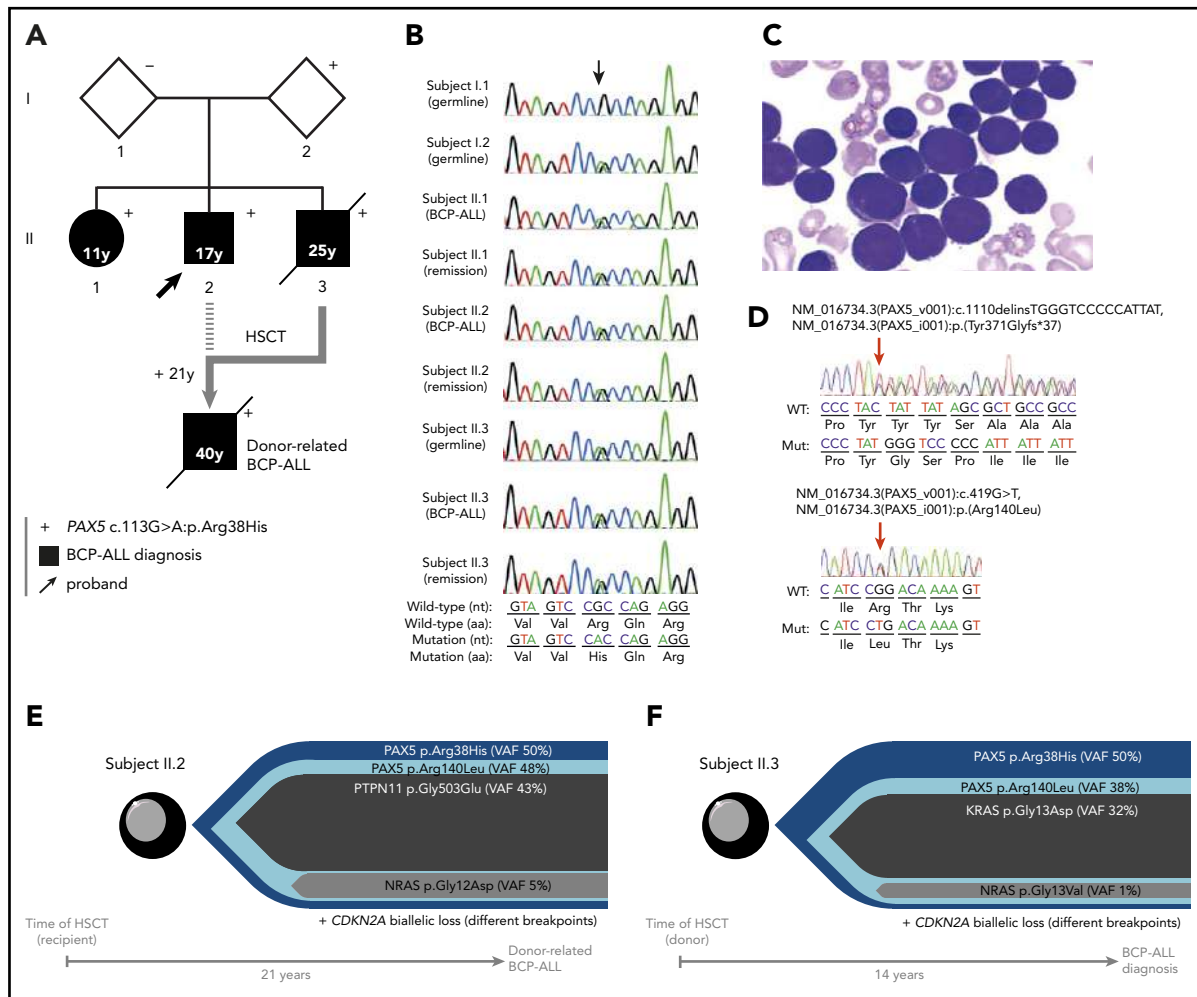 A
−
+
I
1
2
+
+
+
II
11y
17y
25y
1
2
3
HSCT
+ 21y
+
40y
Donor-related
BCP-ALL
+ PAX5 c.113G>A:p.Arg38His
BCP-ALL diagnosis
proband
B
Subject I.1
(germline)
Subject I.2
(germline)
Subject II.1
(BCP-ALL)
Subject II.1
(remission)
Subject II.2
(BCP-ALL)
Subject II.2
(remission)
Subject II.3
(germline)
Subject II.3
(BCP-ALL)
Subject II.3
(remission)
Wild-type (nt): GTA GTC CGC CAG AGG
Wild-type (aa): Val Val Arg Gln Arg
Mutation (nt): GTA GTC CAC CAG AGG
Mutation (aa): Val Val His Gln Arg
C
D
NM_016734.3(PAX5_v001):c.1110delinsTGGGTCCCCCATTAT,
NM_016734.3(PAX5_i001):p.(Tyr371Glyfs*37)
WT: CCC TAC TAT TAT AGC GCT GCC GCC
Pro Tyr Tyr Tyr Ser Ala Ala Ala
Mut: CCC TAT GGG TCC CCC ATT ATT ATT
Pro Tyr Gly Ser Pro Ile Ile Ile
NM_016734.3(PAX5_v001):c.419G>T,
NM_016734.3(PAX5_i001):p.(Arg140Leu)
WT: C ATC CGG ACA AAA GT
Ile Arg Thr Lys
Mut: C ATC CTG ACA AAA GT
Ile Leu Thr Lys
E
Subject II.2
PAX5 p.Arg38His (VAF 50%)
PAX5 p.Arg140Leu (VAF 48%)
PTPN11 p.Gly503Glu (VAF 43%)
NRAS p.Gly12Asp (VAF 5%)
+ CDKN2A biallelic loss (different breakpoints)
Time of HSCT
(recipient)
21 years
Donor-related
BCP-ALL
F
Subject II.3
PAX5 p.Arg38His (VAF 50%)
PAX5 p.Arg140Leu (VAF 38%)
KRAS p.Gly13Asp (VAF 32%)
NRAS p.Gly13Val (VAF 1%)
+ CDKN2A biallelic loss (different breakpoints)
Time of HSCT
(donor)
14 years
BCP-ALL
diagnosis